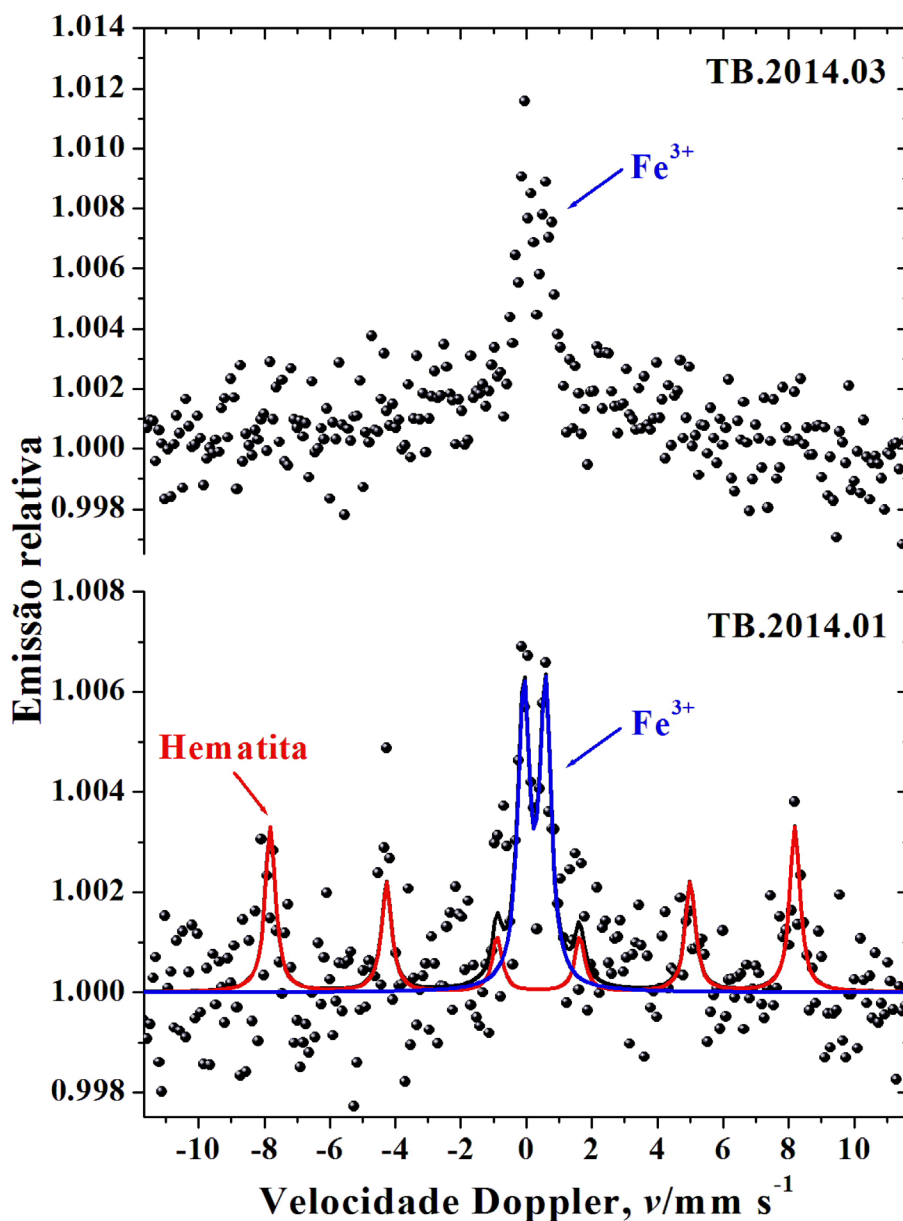 1.014
TB.2014.03
1.012
1.010
Fe3+
1.008
1.006
1.004
1.002
1.000
0.998
Emissão relativa
1.008
TB.2014.01
1.006
Fe3+
Hematita
1.004
1.002
1.000
0.998
-10 -8 -6 -4 -2 0 2 4 6 8 10
Velocidade Doppler, v/mm s-1